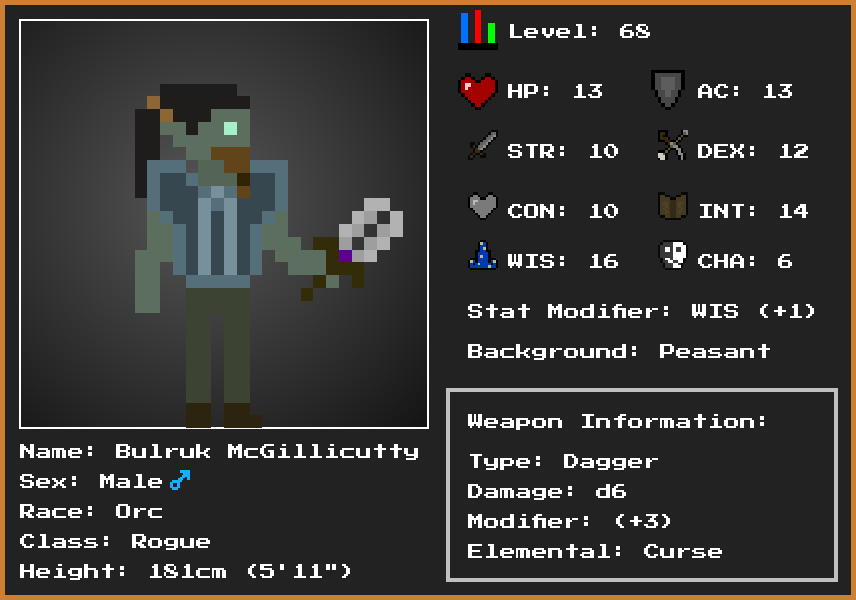 Level: 68
HP: 13
AC: 13
STR: 10
DEX: 12
CON: 10
INT: 14
WIS: 16
CHA: 6
Stat Modifier: WIS (+1)
Background: Peasant
Weapon Information:
Type: Dagger
Damage: d6
Modifier: (+3)
Elemental: Curse
Name: Bulruk McGillicutty
Sex: Male♂
Race: Orc
Class: Rogue
Height: 181cm (5'11")